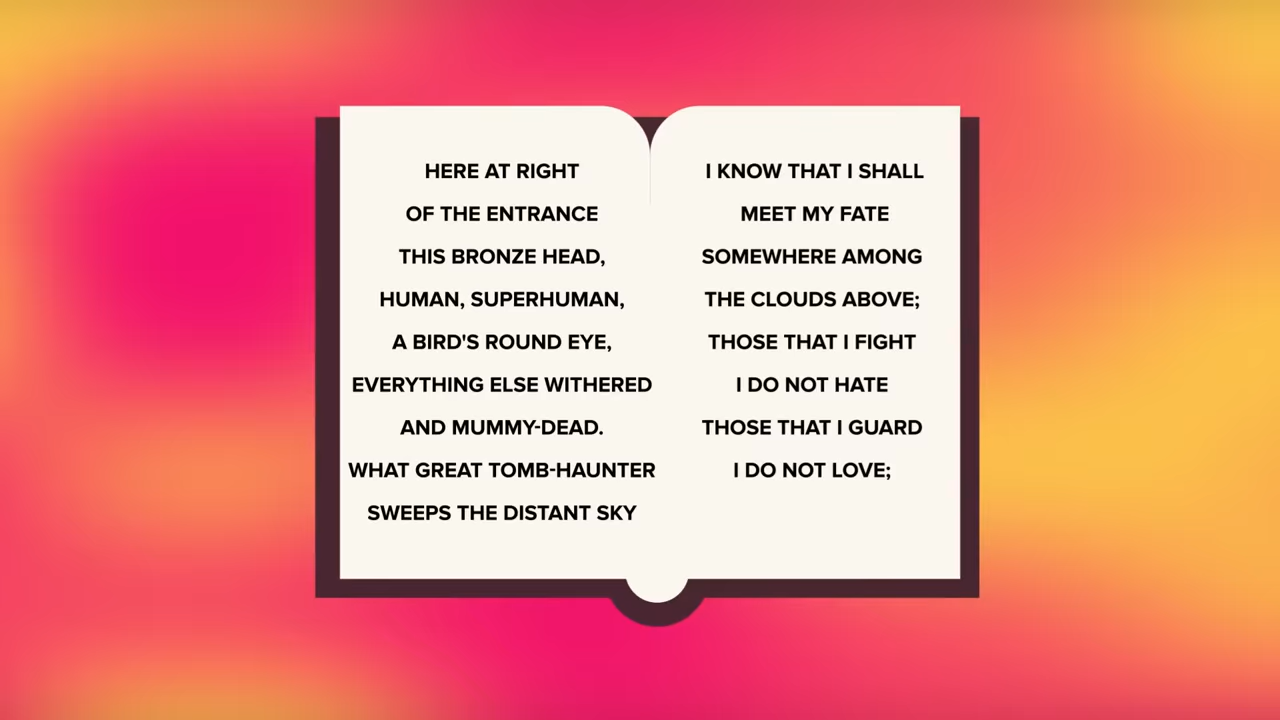 HERE AT RIGHT
OF THE ENTRANCE
THIS BRONZE HEAD,
HUMAN, SUPERHUMAN,
A BIRD'S ROUND EYE,
EVERYTHING ELSE WITHERED
AND MUMMY-DEAD.
WHAT GREAT TOMB-HAUNTER
SWEEPS THE DISTANT SKY
I KNOW THAT I SHALL
MEET MY FATE
SOMEWHERE AMONG
THE CLOUDS ABOVE;
THOSE THAT I FIGHT
I DO NOT HATE
THOSE THAT I GUARD
I DO NOT LOVE;